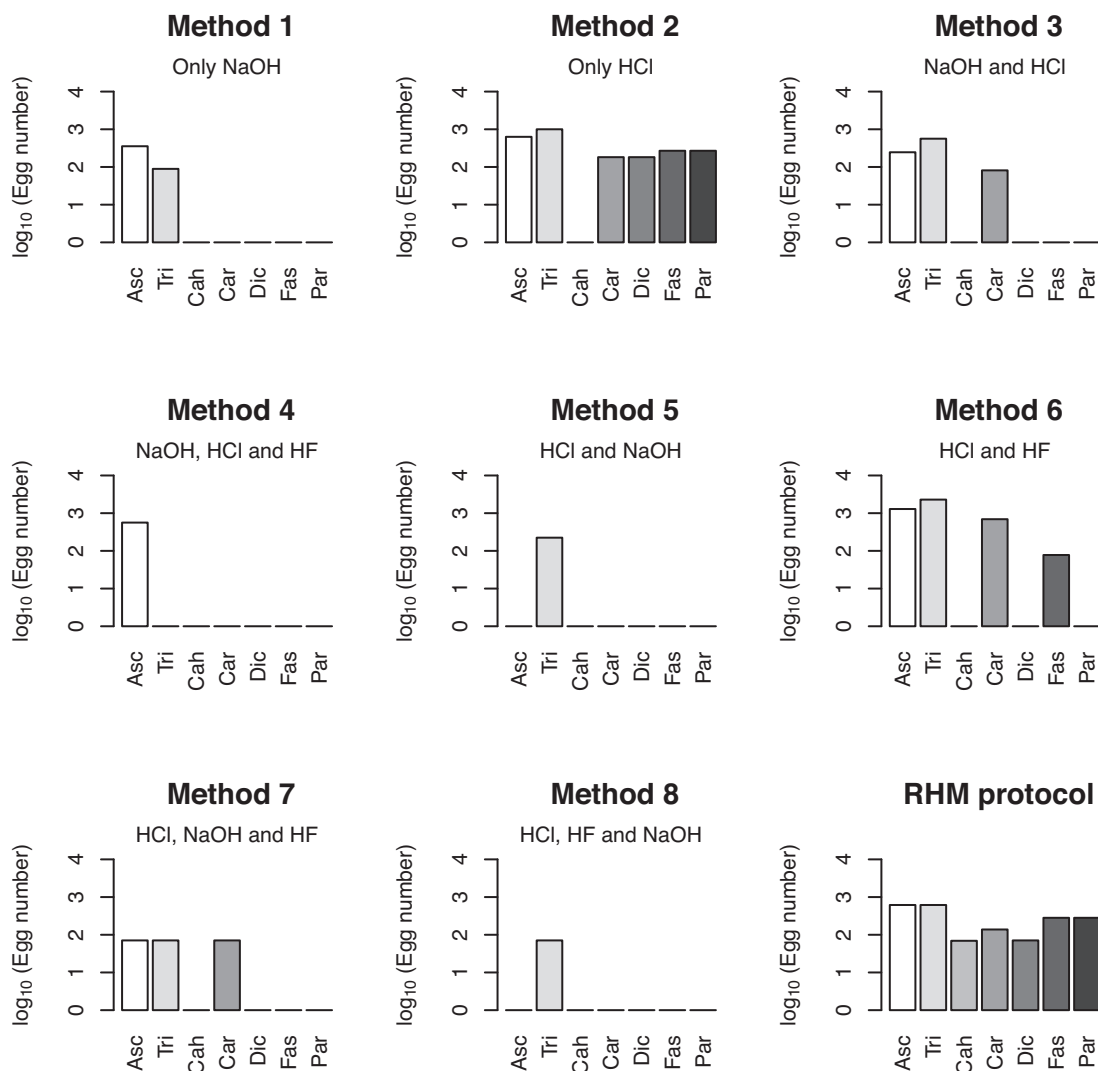 Method 1
Only NaOH
log10 (Egg number)
0 1 2 3 4
Asc Tri Cah Car Dic Fas Par
Method 2
Only HCl
log10 (Egg number)
0 1 2 3 4
Asc Tri Cah Car Dic Fas Par
Method 3
NaOH and HCl
log10 (Egg number)
0 1 2 3 4
Asc Tri Cah Car Dic Fas Par
Method 4
NaOH, HCl and HF
log10 (Egg number)
0 1 2 3 4
Asc Tri Cah Car Dic Fas Par
Method 5
HCl and NaOH
log10 (Egg number)
0 1 2 3 4
Asc Tri Cah Car Dic Fas Par
Method 6
HCl and HF
log10 (Egg number)
0 1 2 3 4
Asc Tri Cah Car Dic Fas Par
Method 7
HCl, NaOH and HF
log10 (Egg number)
0 1 2 3 4
Asc Tri Cah Car Dic Fas Par
Method 8
HCl, HF and NaOH
log10 (Egg number)
0 1 2 3 4
Asc Tri Cah Car Dic Fas Par
RHM protocol
log10 (Egg number)
0 1 2 3 4
Asc Tri Cah Car Dic Fas Par